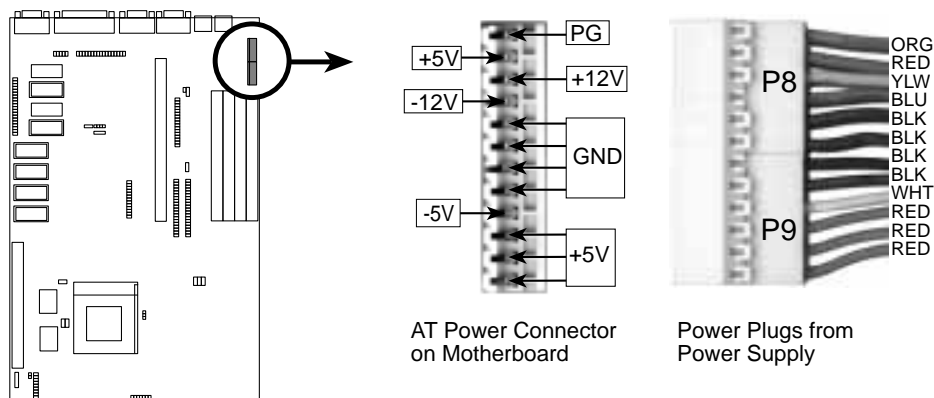 PG
+5V
+12V
-12V
GND
-5V
+5V
AT Power Connector
on Motherboard
P8
P9
ORG
RED
YLW
BLU
BLK
BLK
BLK
BLK
WHT
RED
RED
RED
Power Plugs from
Power Supply